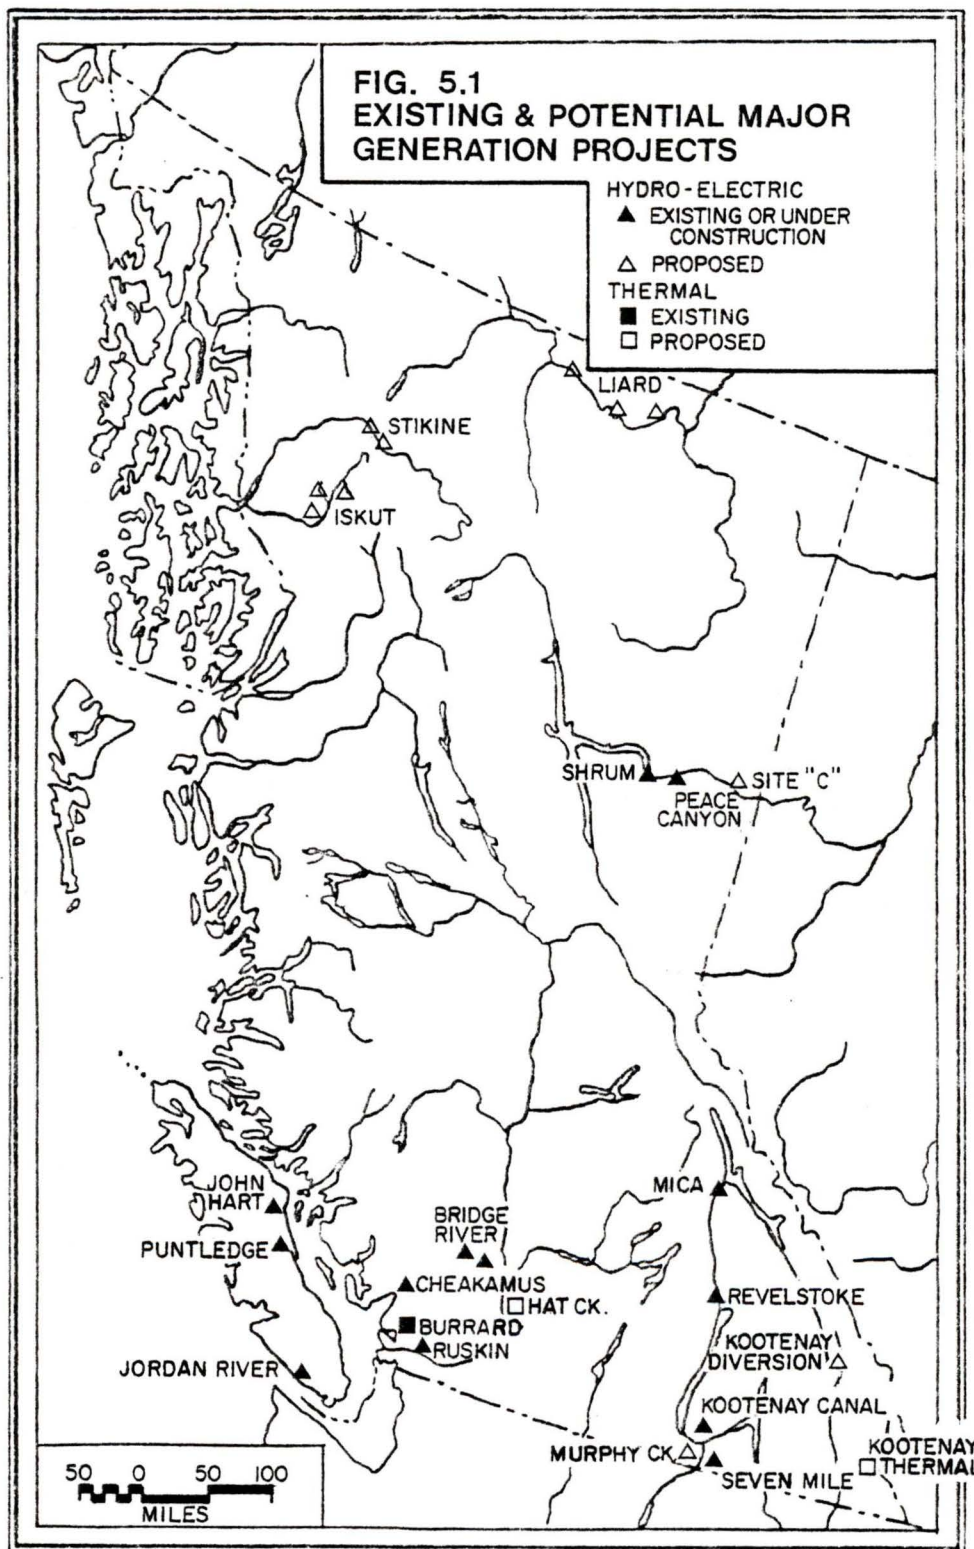 FIG. 5.1
EXISTING & POTENTIAL MAJOR
GENERATION PROJECTS
HYDRO-ELECTRIC
EXISTING OR UNDER
CONSTRUCTION
PROPOSED
THERMAL
EXISTING
PROPOSED
LIARD
STIKINE
ISKUT
SHRUM
PEACE
CANYON
SITE "C"
JOHN
HART
PUNTLEDGE
BRIDGE
RIVER
CHEAKAMUS
HAT CK.
BURRARD
RUSKIN
JORDAN RIVER
MICA
REVELSTOKE
KOOTENAY
DIVERSION
KOOTENAY CANAL
MURPHY CK.
SEVEN MILE
KOOTENAY
THERMAL
50 0 50 100
MILES